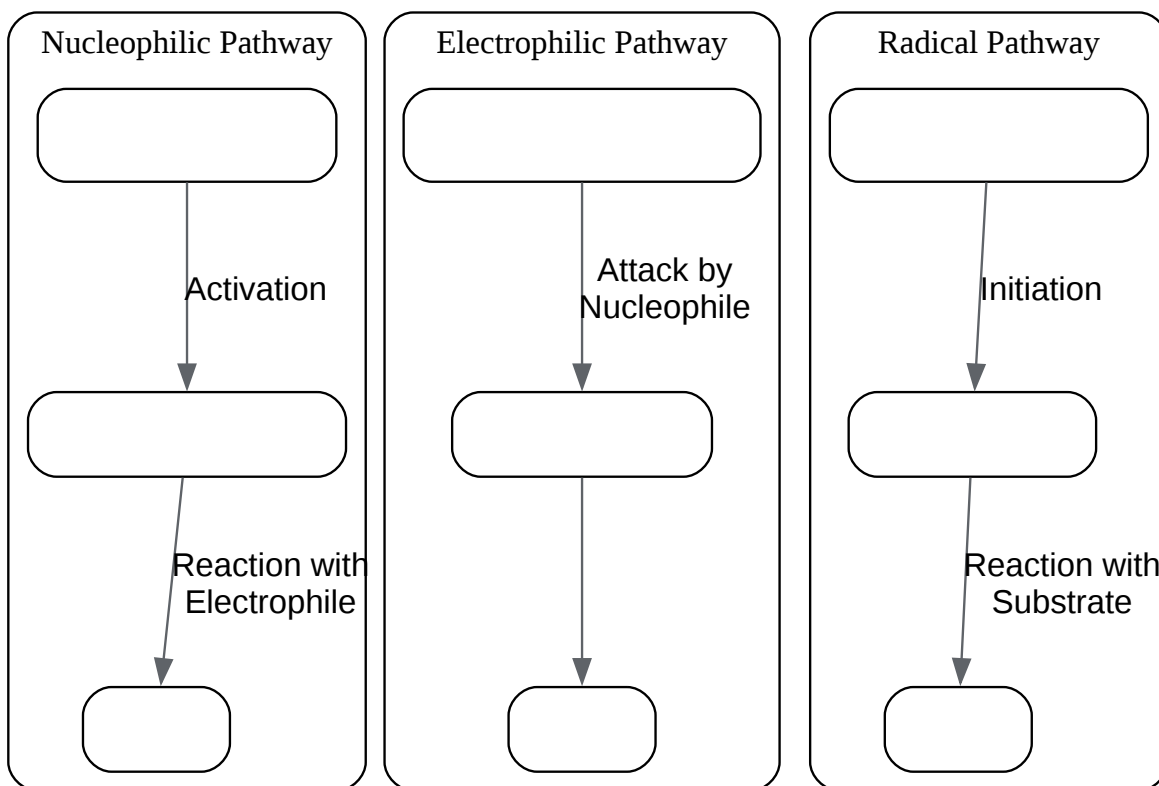 Nucleophilic Pathway
Electrophilic Pathway
Radical Pathway
Activation
Attack by
Nucleophile
Initiation
Reaction with
Electrophile
Reaction with
Substrate